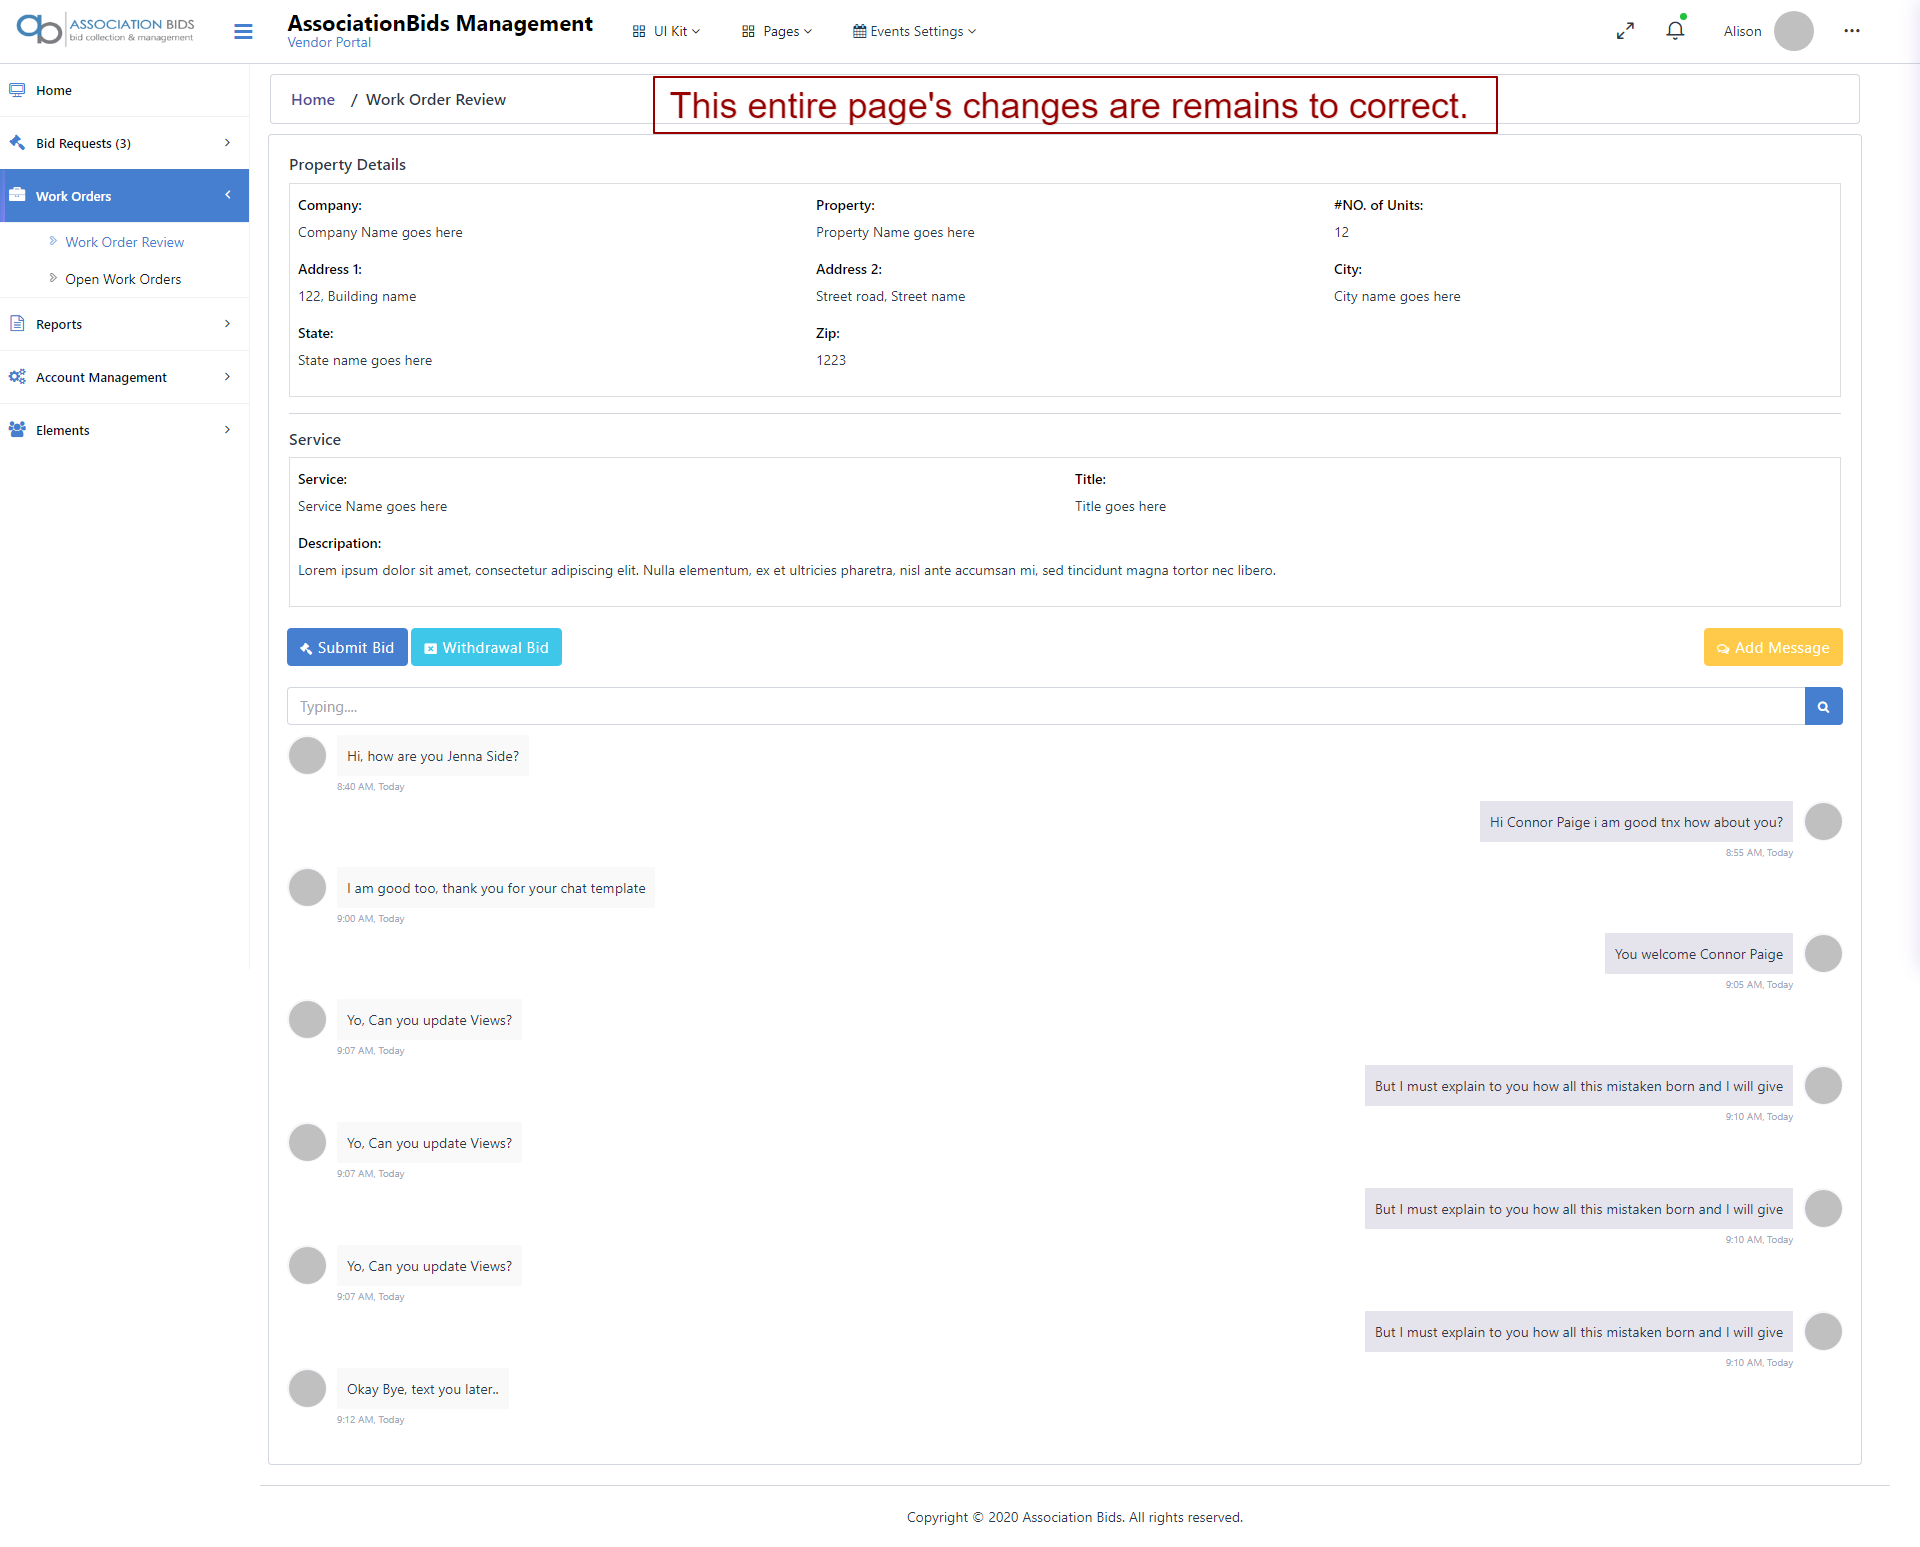 ASSOCIATION BIDS
bid collection & management
AssociationBids Management
Vendor Portal
UI Kit
Pages
Events Settings
Alison
Home
Bid Requests (3)
Work Orders
Work Order Review
Open Work Orders
Reports
Account Management
Elements
Home / Work Order Review
This entire page's changes are remains to correct.
Property Details
Company: Property: #NO. of Units:
Company Name goes here Property Name goes here 12
Address 1: Address 2: City:
122, Building name Street road, Street name City name goes here
State: Zip:
State name goes here 1223
Service
Service: Title:
Service Name goes here Title goes here
Descripation:
Lorem ipsum dolor sit amet, consectetur adipiscing elit. Nulla elementum, ex et ultricies pharetra, nisl ante accumsan mi, sed tincidunt magna tortor nec libero.
Submit Bid Withdrawal Bid Add Message
Typing....
Hi, how are you Jenna Side?
8:40 AM, Today
Hi Connor Paige i am good tnx how about you?
8:55 AM, Today
I am good too, thank you for your chat template
9:00 AM, Today
You welcome Connor Paige
9:05 AM, Today
Yo, Can you update Views?
9:07 AM, Today
But I must explain to you how all this mistaken born and I will give
9:10 AM, Today
Yo, Can you update Views?
9:07 AM, Today
But I must explain to you how all this mistaken born and I will give
9:10 AM, Today
Yo, Can you update Views?
9:07 AM, Today
But I must explain to you how all this mistaken born and I will give
9:10 AM, Today
Okay Bye, text you later..
9:12 AM, Today
Copyright © 2020 Association Bids. All rights reserved.